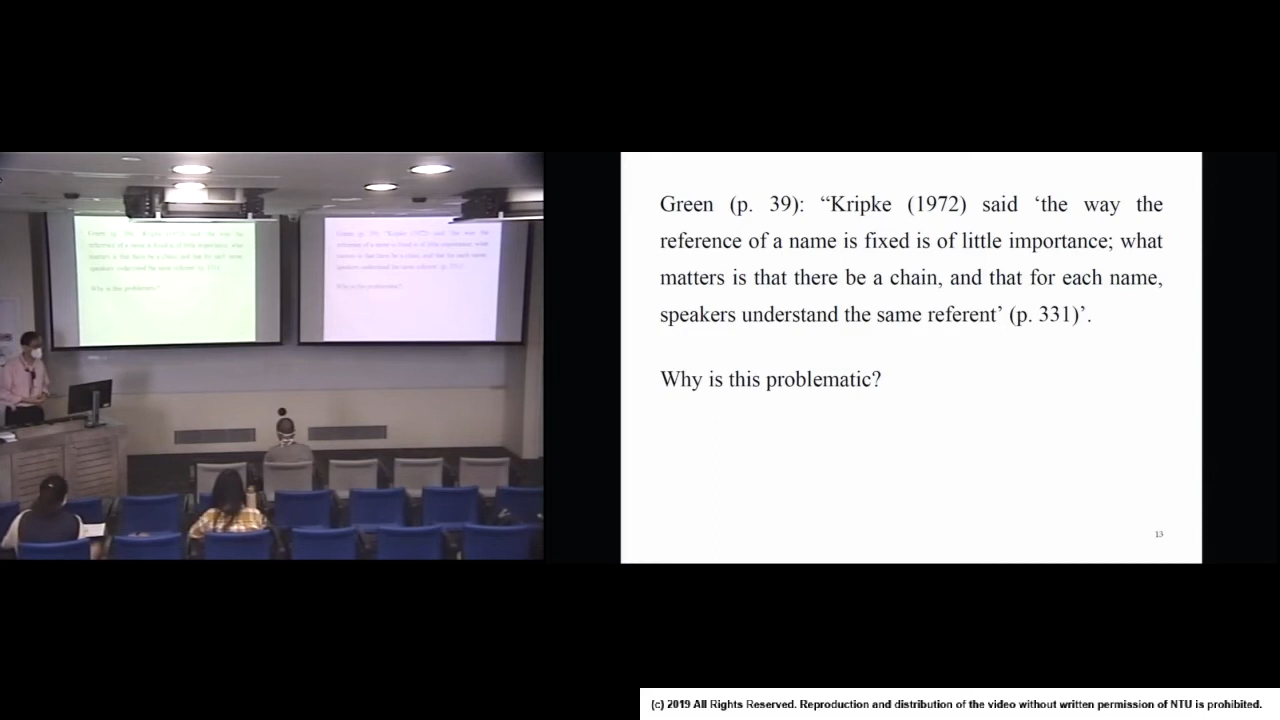 Green (p. 39): “Kripke (1972) said ‘the way the
reference of a name is fixed is of little importance; what
matters is that there be a chain, and that for each name,
speakers understand the same referent’ (p. 331)’.
Why is this problematic?
13
(c) 2019 All Rights Reserved. Reproduction and distribution of the video without written permission of NTU is prohibited.